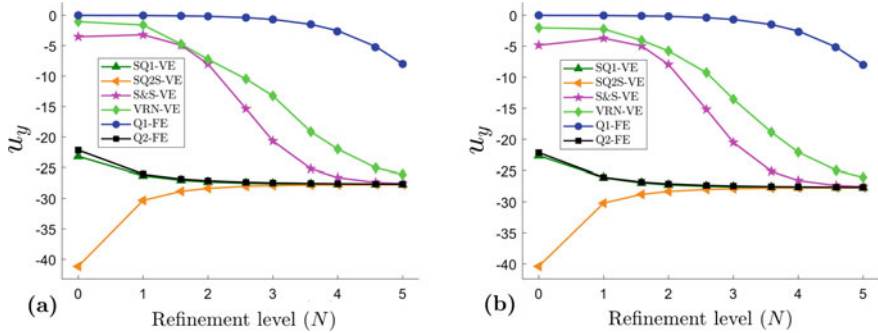 0
-5
-10
-15
-20
-25
-30
-35
-40
u_y
SQ1-VE
SQ2S-VE
S&S-VE
VRN-VE
Q1-FE
Q2-FE
0 1 2 3 4 5
(a)
Refinement level (N)
0
-5
-10
-15
-20
-25
-30
-35
-40
u_y
SQ1-VE
SQ2S-VE
S&S-VE
VRN-VE
Q1-FE
Q2-FE
0 1 2 3 4 5
(b)
Refinement level (N)